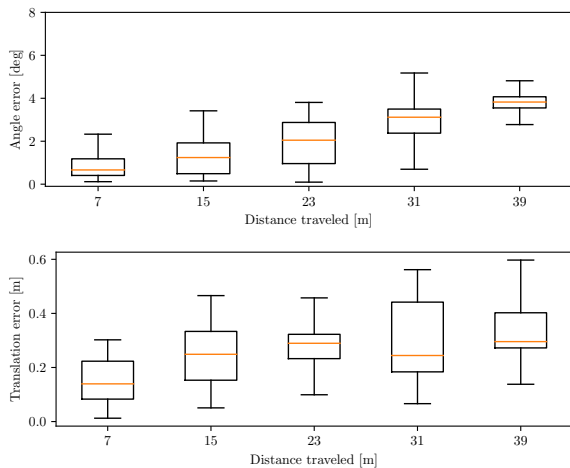 Angle error [deg]
8
6
4
2
0
7 15 23 31 39
Distance traveled [m]
Translation error [m]
0.6
0.4
0.2
0.0
7 15 23 31 39
Distance traveled [m]